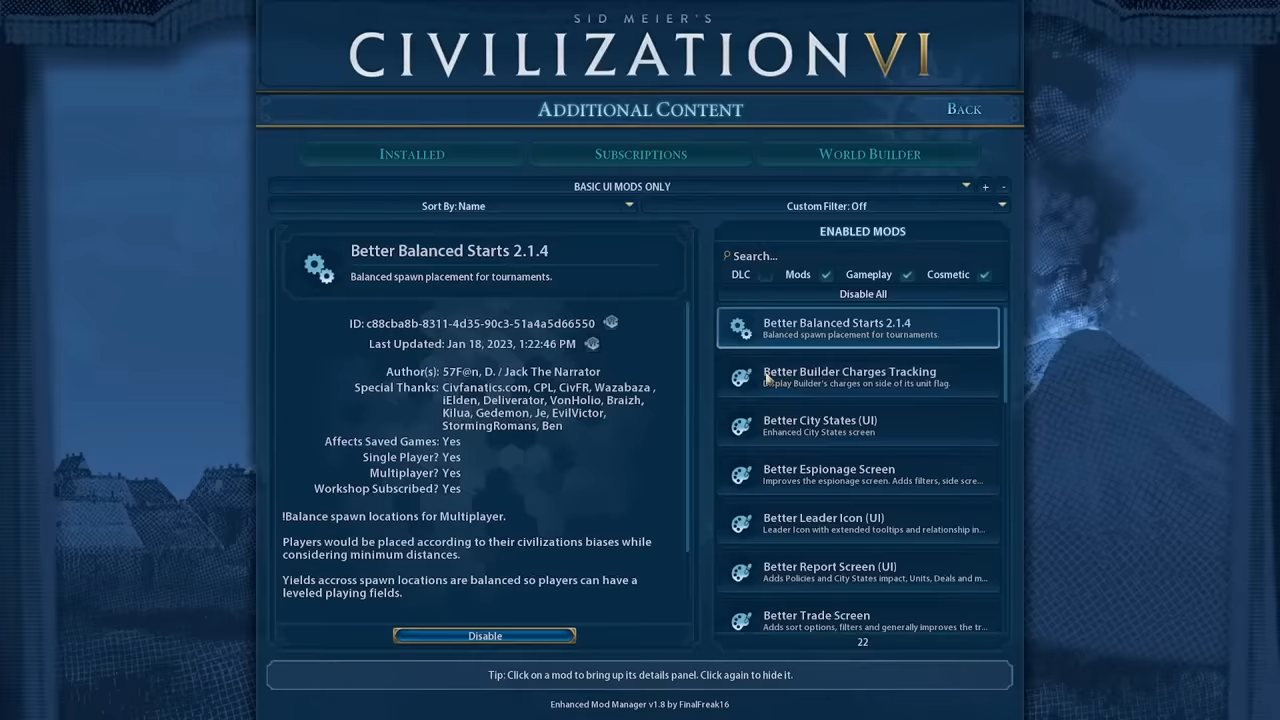 SID MEIER'S
CIVILIZATION VI
ADDITIONAL CONTENT
BACK
INSTALLED
SUBSCRIPTIONS
WORLD BUILDER
BASIC UI MODS ONLY
+
-
Sort By: Name
Custom Filter: Off
Better Balanced Starts 2.1.4
Balanced spawn placement for tournaments.
ID: c88cba8b-8311-4d35-90c3-51a4a5d66550
Last Updated: Jan 18, 2023, 1:22:46 PM
Author(s): 57F@n, D. / Jack The Narrator
Special Thanks: Civfanatics.com, CPL, CivFR, Wazabaza ,
iElden, Deliverator, VonHolio, Braizh,
Kilua, Gedemon, Je, EvilVictor,
StormingRomans, Ben
Affects Saved Games: Yes
Single Player? Yes
Multiplayer? Yes
Workshop Subscribed? Yes
!Balance spawn locations for Multiplayer.
Players would be placed according to their civilizations biases while
considering minimum distances.
Yields accross spawn locations are balanced so players can have a
leveled playing fields.
Disable
ENABLED MODS
Search...
DLC Mods Gameplay Cosmetic
Disable All
Better Balanced Starts 2.1.4
Balanced spawn placement for tournaments.
Better Builder Charges Tracking
Display Builder's charges on side of its unit flag.
Better City States (UI)
Enhanced City States screen
Better Espionage Screen
Improves the espionage screen. Adds filters, side scre...
Better Leader Icon (UI)
Leader Icon with extended tooltips and relationship in...
Better Report Screen (UI)
Adds Policies and City States impact, Units, Deals and m...
Better Trade Screen
Adds sort options, filters and generally improves the tr...
22
Tip: Click on a mod to bring up its details panel. Click again to hide it.
Enhanced Mod Manager v1.8 by FinalFreak16